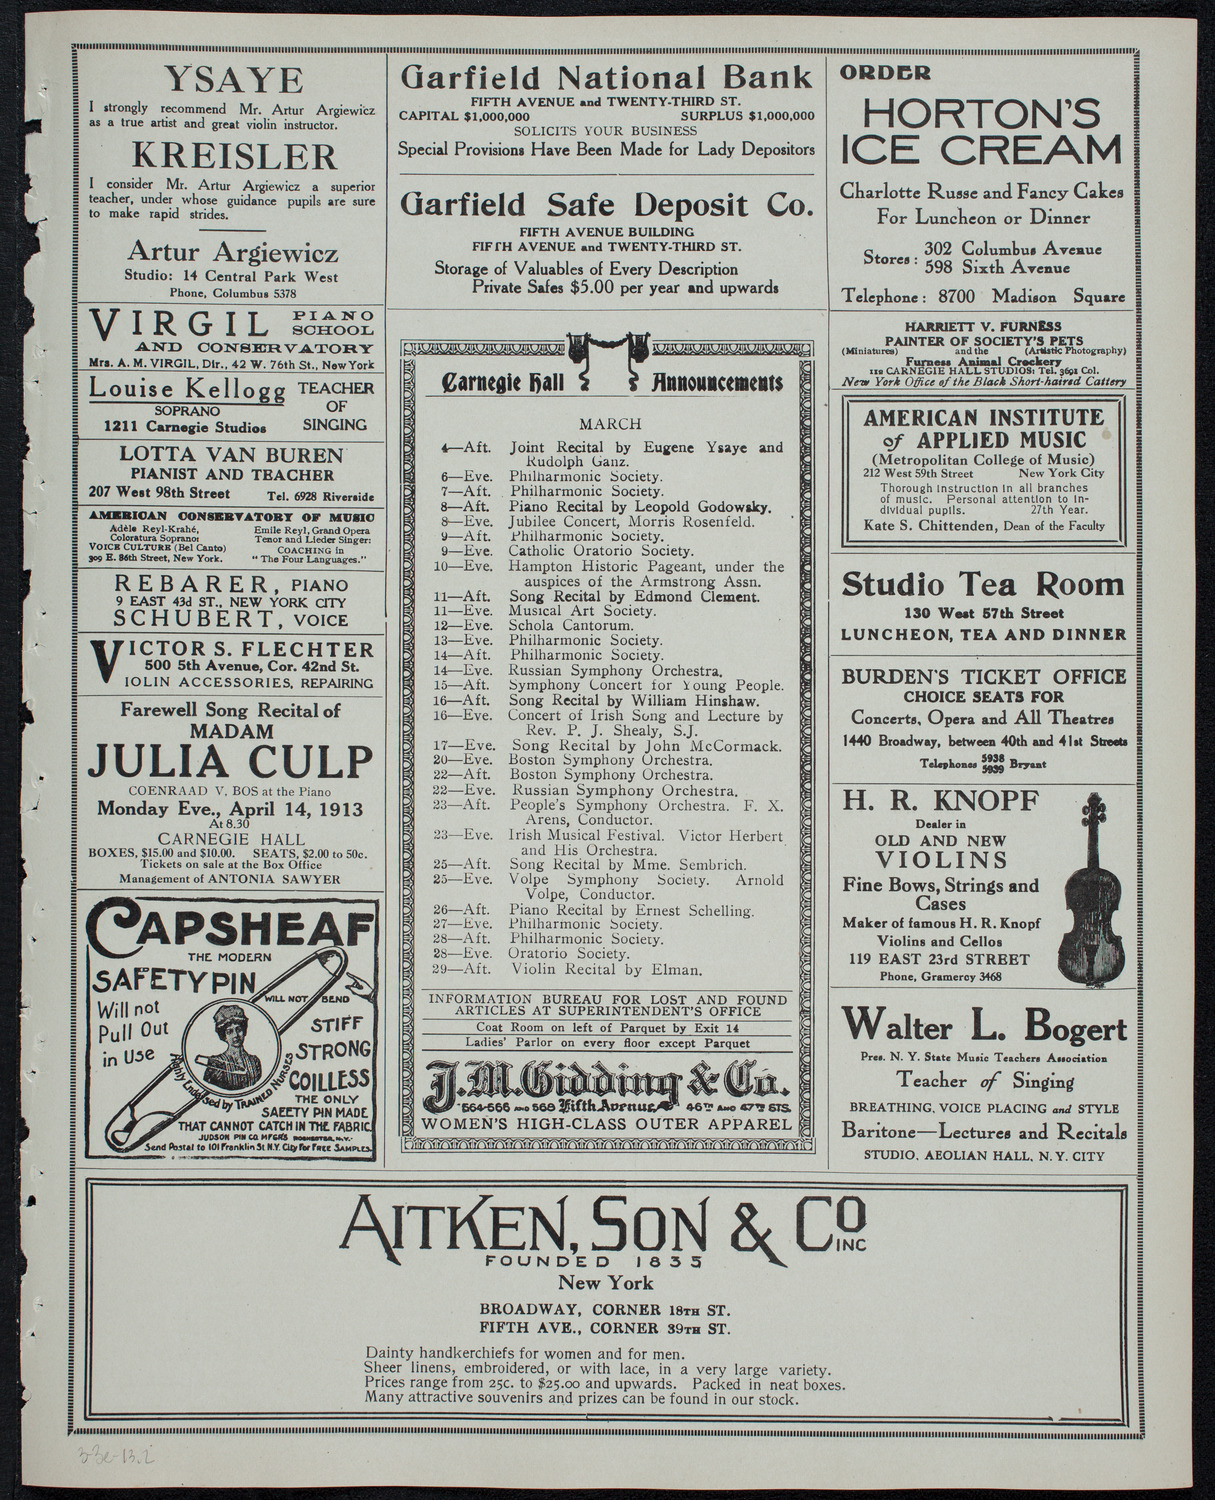 YSAYE
I strongly recommend Mr. Artur Argiewicz
as a true artist and great violin instructor.
KREISLER
I consider Mr. Artur Argiewicz a superior
teacher, under whose guidance pupils are sure
to make rapid strides.
Artur Argiewicz
Studio: 14 Central Park West
Phone, Columbus 5378
VIRGIL PIANO
SCHOOL
AND CONSERVATORY
Mrs. A. M. VIRGIL, Dir., 42 W. 76th St., New York
Louise Kellogg TEACHER
SOPRANO OF
1211 Carnegie Studios SINGING
LOTTA VAN BUREN
PIANIST AND TEACHER
207 West 98th Street Tel. 6928 Riverside
AMERICAN CONSERVATORY OF MUSIC
Adèle Reyl-Krahé,
Coloratura Soprano:
VOICE CULTURE (Bel Canto)
309 E. 86th Street, New York.
Emile Reyl, Grand Opera
Tenor and Lieder Singer:
COACHING in
"The Four Languages."
REBARER, PIANO
9 EAST 43d ST., NEW YORK CITY
SCHUBERT, VOICE
VICTOR S. FLECHTER
500 5th Avenue, Cor. 42nd St.
IOLIN ACCESSORIES, REPAIRING
Farewell Song Recital of
MADAM
JULIA CULP
COENRAAD V. BOS at the Piano
Monday Eve., April 14, 1913
At 8.30
CARNEGIE HALL
BOXES, $15.00 and $10.00. SEATS, $2.00 to 50c.
Tickets on sale at the Box Office
Management of ANTONIA SAWYER
CAPSHEAF
THE MODERN
SAFETY PIN
WILL NOT BEND
Will not
Pull Out
in Use
STIFF
STRONG
COILLESS
Highly Endorsed by TRAINED NURSES
THE ONLY
SAFETY PIN MADE
THAT CANNOT CATCH IN THE FABRIC.
JUDSON PIN CO MFGRS ROCHESTER, N.Y.
Send Postal to 101 Franklin St N.Y. City For FREE SAMPLES.
Garfield National Bank
FIFTH AVENUE and TWENTY-THIRD ST.
CAPITAL $1,000,000 SURPLUS $1,000,000
SOLICITS YOUR BUSINESS
Special Provisions Have Been Made for Lady Depositors
Garfield Safe Deposit Co.
FIFTH AVENUE BUILDING
FIFTH AVENUE and TWENTY-THIRD ST.
Storage of Valuables of Every Description
Private Safes $5.00 per year and upwards
Carnegie Hall Announcements
MARCH
4—Aft. Joint Recital by Eugene Ysaye and
Rudolph Ganz.
6—Eve. Philharmonic Society.
7—Aft. Philharmonic Society.
8—Aft. Piano Recital by Leopold Godowsky.
8—Eve. Jubilee Concert, Morris Rosenfeld.
9—Aft. Philharmonic Society.
9—Eve. Catholic Oratorio Society.
10—Eve. Hampton Historic Pageant, under the
auspices of the Armstrong Assn.
11—Aft. Song Recital by Edmond Clement.
11—Eve. Musical Art Society.
12—Eve. Schola Cantorum.
13—Eve. Philharmonic Society.
14—Aft. Philharmonic Society.
14—Eve. Russian Symphony Orchestra.
15—Aft. Symphony Concert for Young People.
16—Aft. Song Recital by William Hinshaw.
16—Eve. Concert of Irish Song and Lecture by
Rev. P. J. Shealy, S.J.
17—Eve. Song Recital by John McCormack.
20—Eve. Boston Symphony Orchestra.
22—Aft. Boston Symphony Orchestra.
22—Eve. Russian Symphony Orchestra.
23—Aft. People's Symphony Orchestra. F. X.
Arens, Conductor.
23—Eve. Irish Musical Festival. Victor Herbert
and His Orchestra.
25—Aft. Song Recital by Mme. Sembrich.
25—Eve. Volpe Symphony Society. Arnold
Volpe, Conductor.
26—Aft. Piano Recital by Ernest Schelling.
27—Eve. Philharmonic Society.
28—Aft. Philharmonic Society.
28—Eve. Oratorio Society.
29—Aft. Violin Recital by Elman.
INFORMATION BUREAU FOR LOST AND FOUND
ARTICLES AT SUPERINTENDENT'S OFFICE
Coat Room on left of Parquet by Exit 14
Ladies' Parlor on every floor except Parquet
J.M. Gidding & Co.
564-566 AND 568 Fifth Avenue, 46TH AND 47TH STS.
WOMEN'S HIGH-CLASS OUTER APPAREL
ORDER
HORTON'S
ICE CREAM
Charlotte Russe and Fancy Cakes
For Luncheon or Dinner
Stores: 302 Columbus Avenue
598 Sixth Avenue
Telephone: 8700 Madison Square
HARRIETT V. FURNESS
PAINTER OF SOCIETY'S PETS
(Miniatures) and the (Artistic Photography)
Furness Animal Crockery
110 CARNEGIE HALL STUDIOS: Tel. 3691 Col.
New York Office of the Black Short-haired Cattery
AMERICAN INSTITUTE
of APPLIED MUSIC
(Metropolitan College of Music)
212 West 59th Street New York City
Thorough instruction in all branches
of music. Personal attention to in-
dividual pupils. 27th Year.
Kate S. Chittenden, Dean of the Faculty
Studio Tea Room
130 West 57th Street
LUNCHEON, TEA AND DINNER
BURDEN'S TICKET OFFICE
CHOICE SEATS FOR
Concerts, Opera and All Theatres
1440 Broadway, between 40th and 41st Streets
Telephones 5938
5939 Bryant
H. R. KNOPF
Dealer in
OLD AND NEW
VIOLINS
Fine Bows, Strings and
Cases
Maker of famous H. R. Knopf
Violins and Cellos
119 EAST 23rd STREET
Phone, Gramercy 3468
Walter L. Bogert
Pres. N. Y. State Music Teachers Association
Teacher of Singing
BREATHING, VOICE PLACING and STYLE
Baritone—Lectures and Recitals
STUDIO, AEOLIAN HALL, N. Y. CITY
AITKEN, SON & CO INC
FOUNDED 1835
New York
BROADWAY, CORNER 18TH ST.
FIFTH AVE., CORNER 39TH ST.
Dainty handkerchiefs for women and for men.
Sheer linens, embroidered, or with lace, in a very large variety.
Prices range from 25c. to $25.00 and upwards. Packed in neat boxes.
Many attractive souvenirs and prizes can be found in our stock.